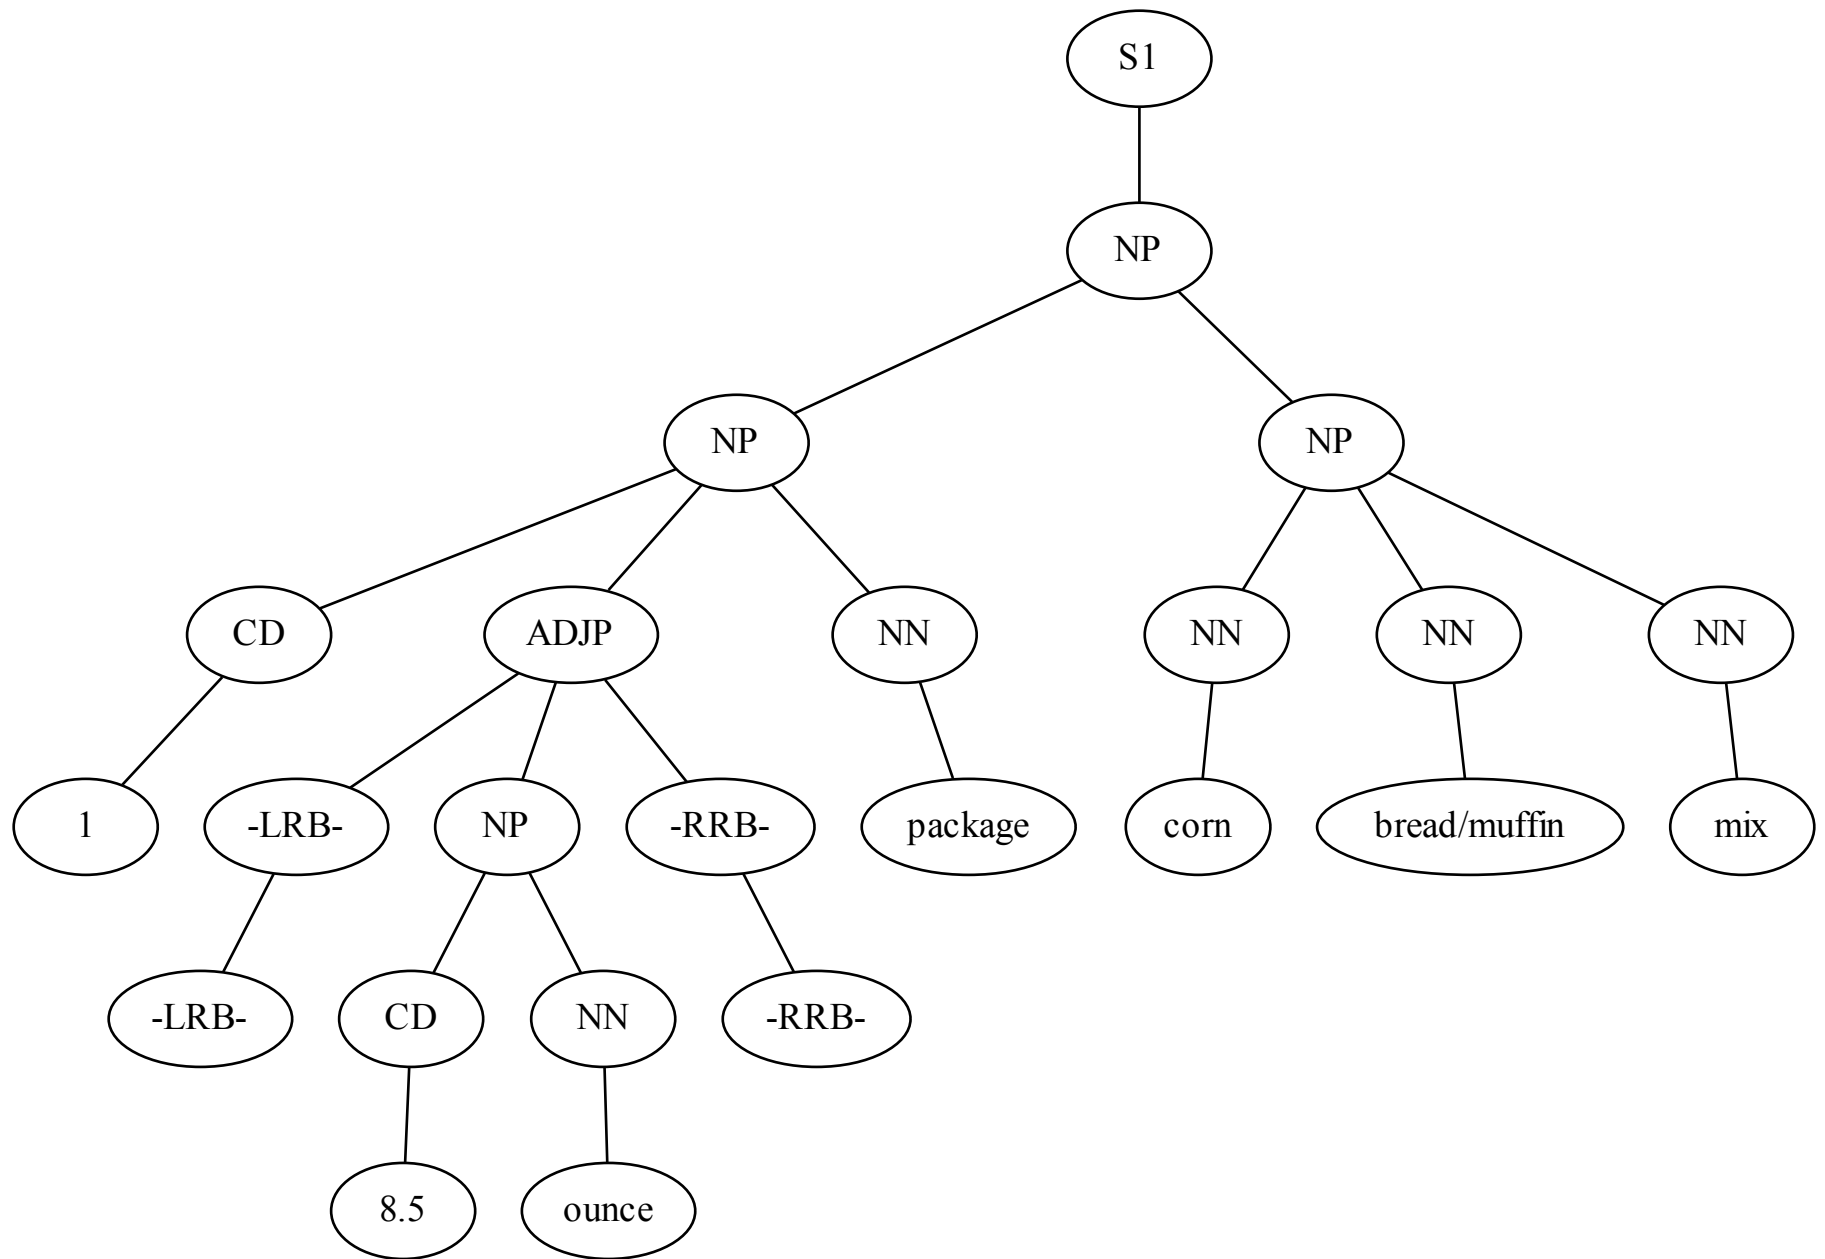 S1
NP
NP NP
CD ADJP NN NN NN NN
1 -LRB- NP -RRB- package corn bread/muffin mix
-LRB- CD NN -RRB-
8.5 ounce